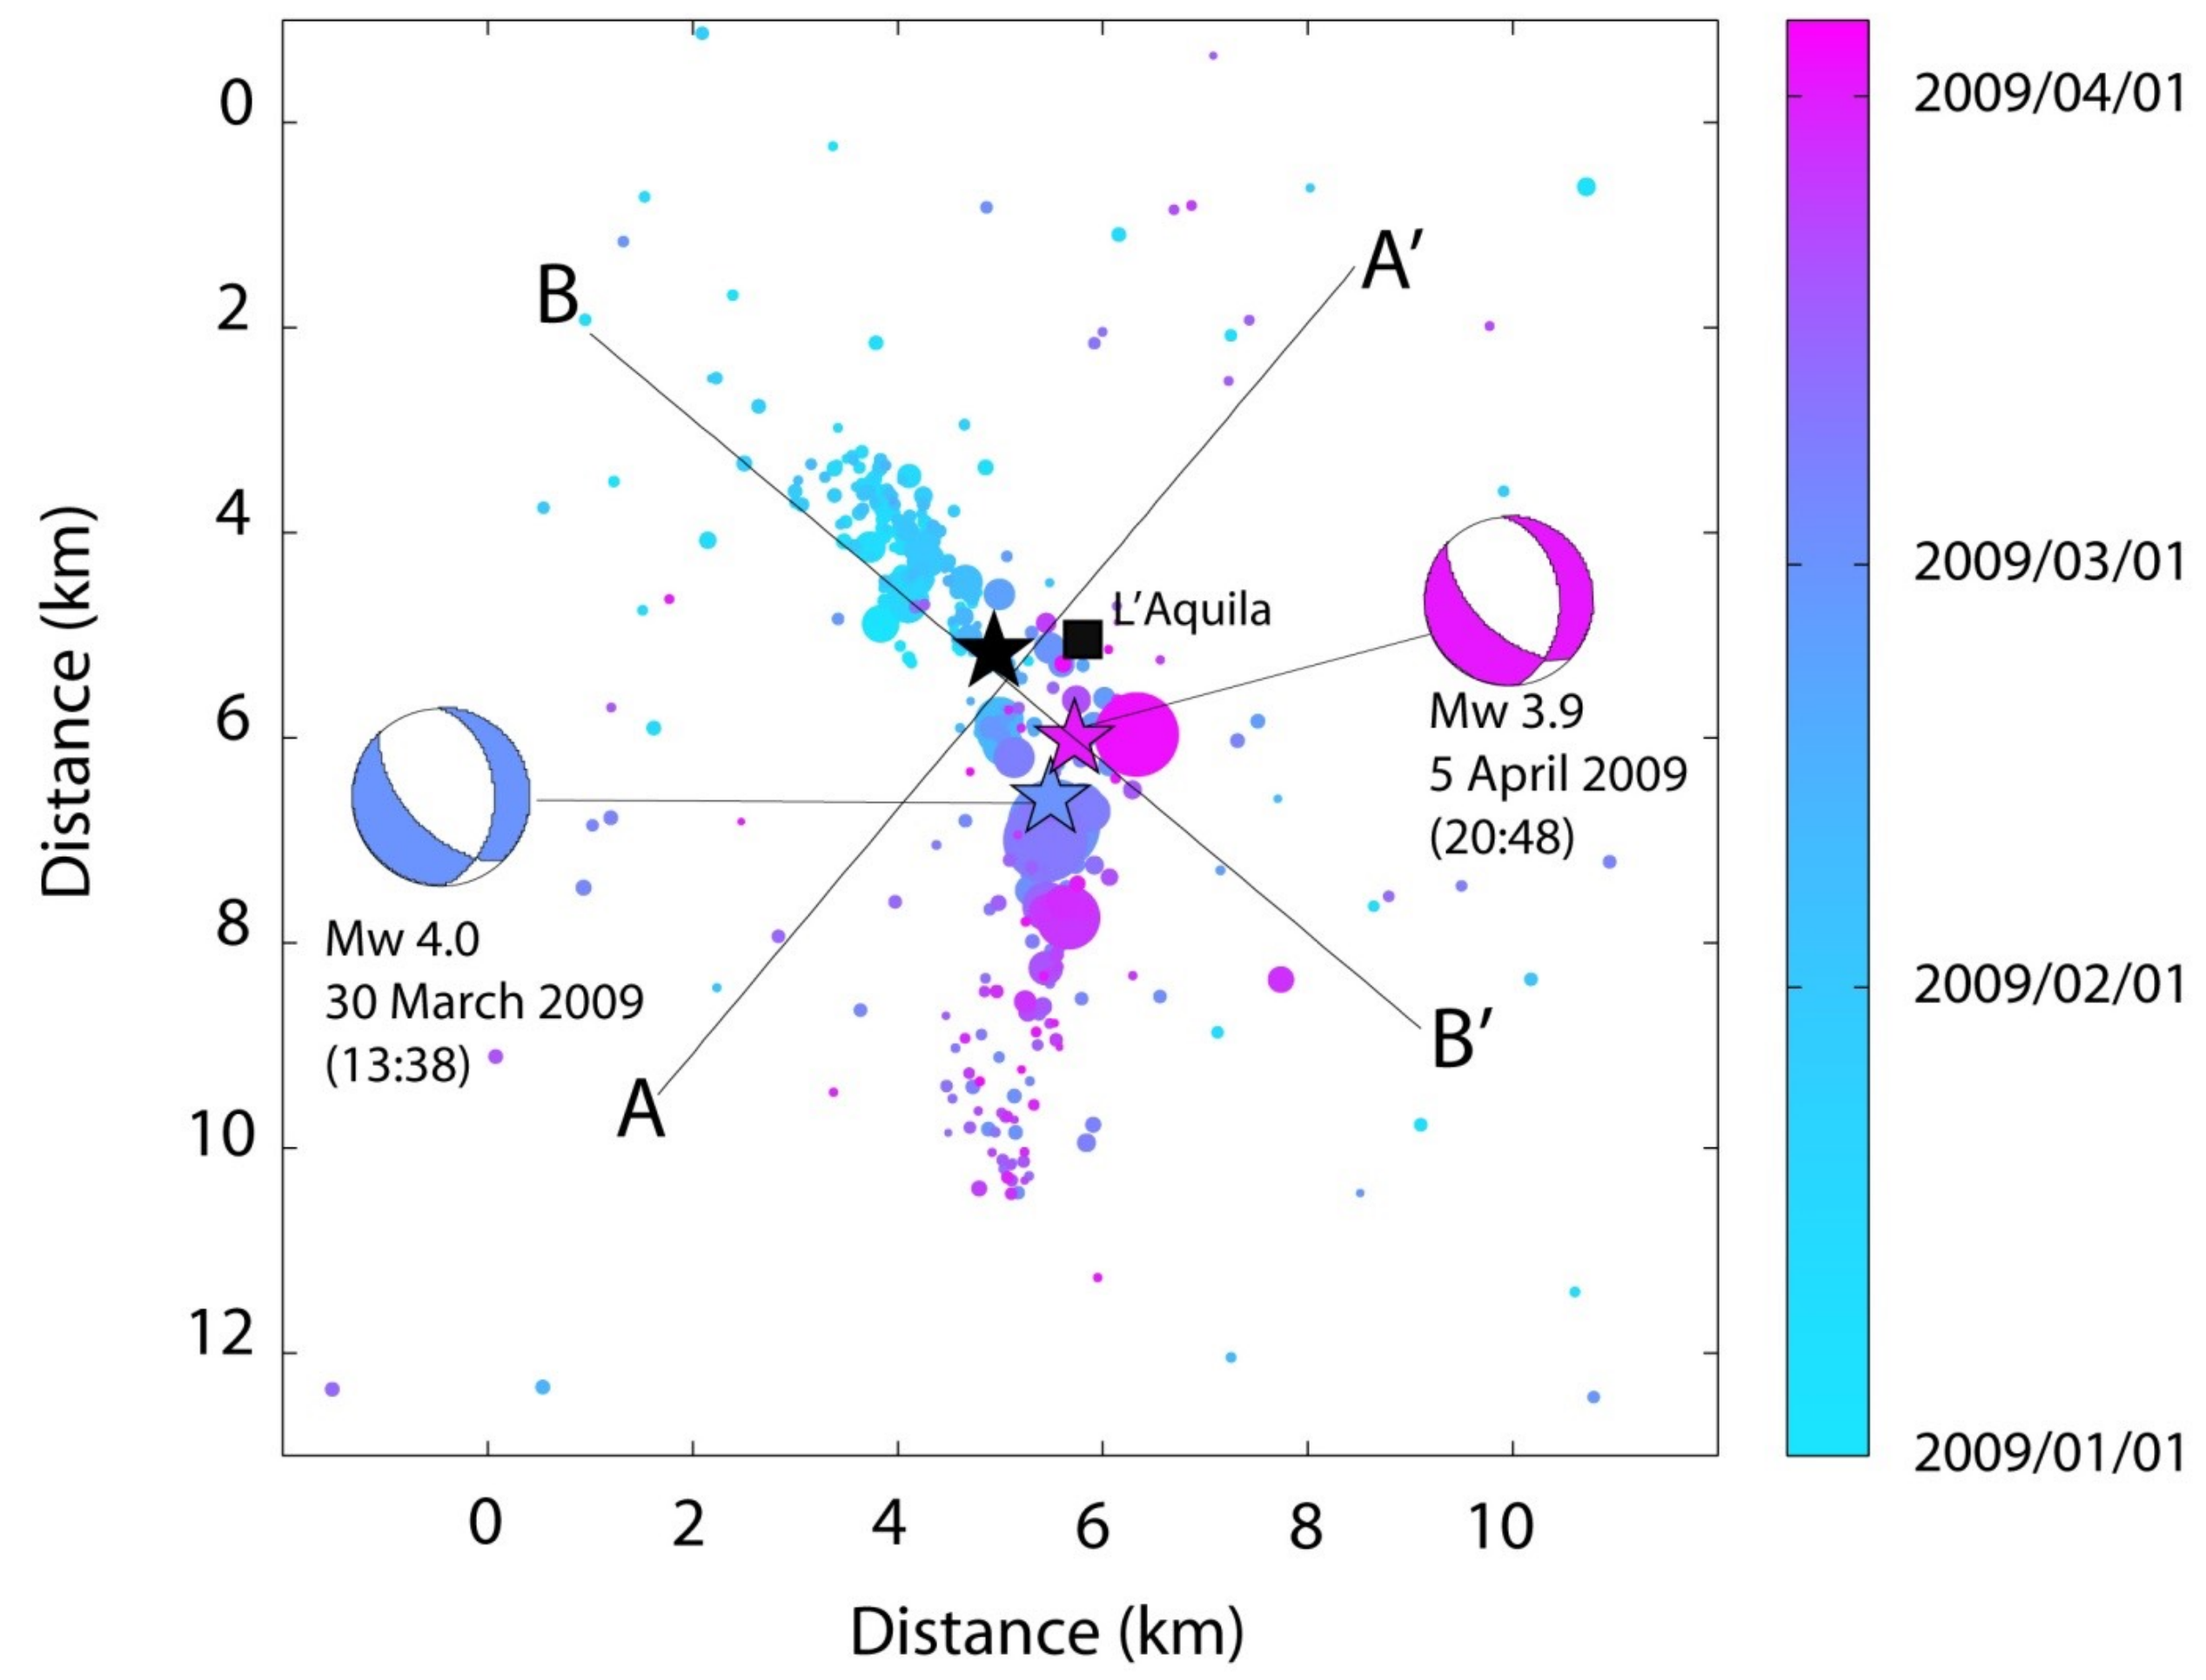 0
2
4
6
8
10
12
Distance (km)
0
2
4
6
8
10
Distance (km)
B
A′
L’Aquila
Mw 3.9
5 April 2009
(20:48)
Mw 4.0
30 March 2009
(13:38)
A
B′
2009/04/01
2009/03/01
2009/02/01
2009/01/01